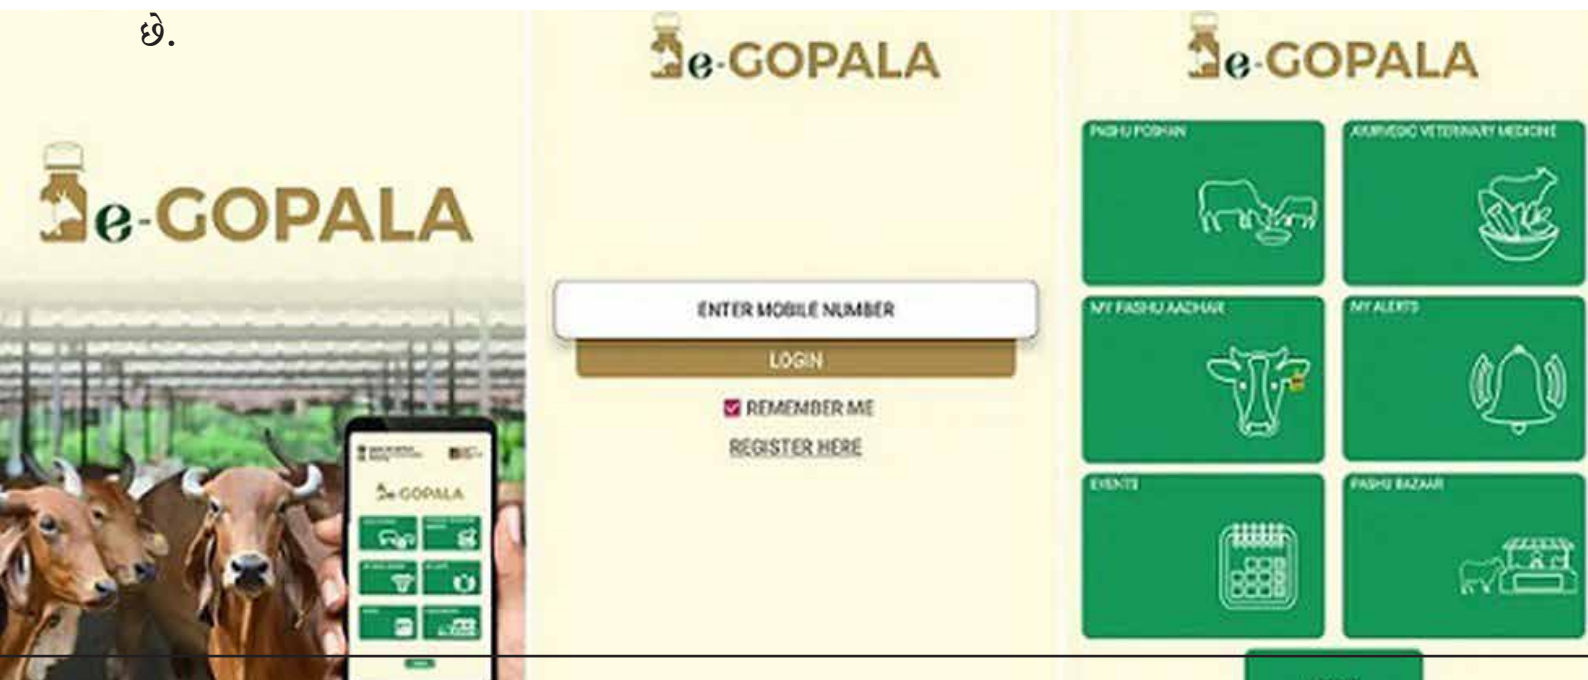 છે.
e-GOPALA
e-GOPALA
ENTER MOBILE NUMBER
LOGIN
REMEMBER ME
REGISTER HERE
e-GOPALA
PASHU POSHAN
AYURVEDIC VETERINARY MEDICINE
MY PASHU AADHAR
MY ALERTS
EVENTS
PASHU BAZAAR
e-GOPALA